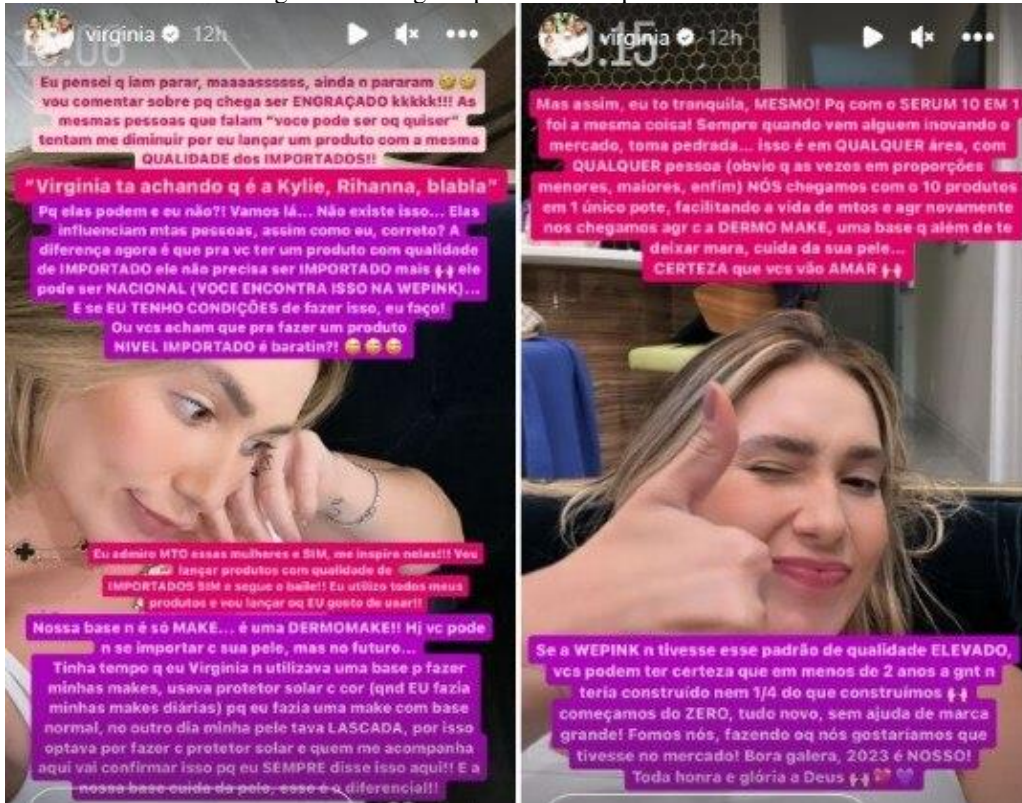 virginia 12h
Eu pensei q iam parar, maaaassssss, ainda n pararam 🤣🤣
vou comentar sobre pq chega ser ENGRAÇADO kkkkk!!! As
mesmas pessoas que falam "voce pode ser oq quiser"
tentam me diminuir por eu lançar um produto com a mesma
QUALIDADE dos IMPORTADOS!!
"Virginia ta achando q é a Kylie, Rihanna, blabla"
Pq elas podem e eu não?! Vamos lá... Não existe isso... Elas
influenciam mtas pessoas, assim como eu, correto? A
diferença agora é que pra vc ter um produto com qualidade
de IMPORTADO ele não precisa ser IMPORTADO mais 🙌 ele
pode ser NACIONAL (VOCE ENCONTRA ISSO NA WEPINK)...
E se EU TENHO CONDIÇÕES de fazer isso, eu faço!
Ou vcs acham que pra fazer um produto
NIVEL IMPORTADO é baratin?! 😅😅😅
Eu admiro MTO essas mulheres e SIM, me inspiro nelas!!! Vou
lançar produtos com qualidade de
IMPORTADOS SIM e segue o baile!! Eu utilizo todos meus
produtos e vou lançar oq EU gosto de usar!!
Nossa base n é só MAKE... é uma DERMOMAKE!! Hj vc pode
n se importar c sua pele, mas no futuro...
Tinha tempo q eu Virginia n utilizava uma base p fazer
minhas makes, usava protetor solar c cor (qnd EU fazia
minhas makes diárias) pq eu fazia uma make com base
normal, no outro dia minha pele tava LASCADA, por isso
optava por fazer c protetor solar e quem me acompanha
aqui vai confirmar isso pq eu SEMPRE disse isso aqui!! E a
nossa base cuida da pele, esse é o diferencial!!
virginia 12h
19:15
Mas assim, eu to tranquila, MESMO! Pq com o SERUM 10 EM 1
foi a mesma coisa! Sempre quando vem alguem inovando o
mercado, toma pedrada... isso é em QUALQUER área, com
QUALQUER pessoa (obvio q as vezes em proporções
menores, maiores, enfim) NÓS chegamos com o 10 produtos
em 1 único pote, facilitando a vida de mtos e agr novamente
nos chegamos agr c a DERMO MAKE, uma base q além de te
deixar mara, cuida da sua pele...
CERTEZA que vcs vão AMAR 🙌
Se a WEPINK n tivesse esse padrão de qualidade ELEVADO,
vcs podem ter certeza que em menos de 2 anos a gnt n
teria construído nem 1/4 do que construímos 🙌
começamos do ZERO, tudo novo, sem ajuda de marca
grande! Fomos nós, fazendo oq nós gostaríamos que
tivesse no mercado! Bora galera, 2023 é NOSSO!
Toda honra e glória a Deus 🙌💖💜